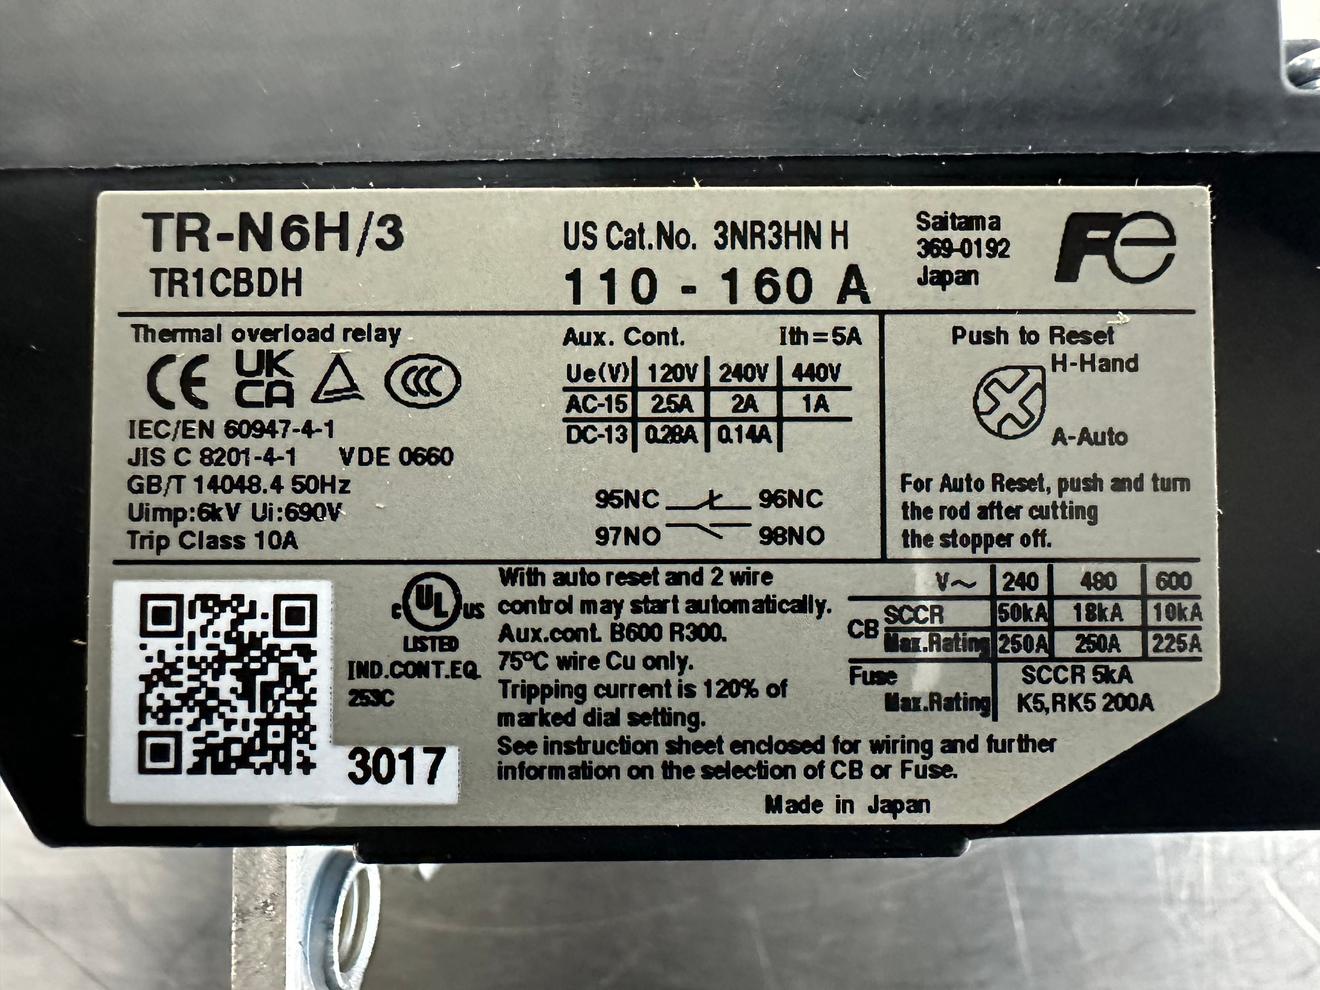 TR-N6H/3
TR1CBDH
US Cat.No. 3NR3HN H
110 - 160 A
Saitama
369-0192
Japan
Fe
Thermal overload relay
CE UK CA CCC
IEC/EN 60947-4-1
JIS C 8201-4-1 VDE 0660
GB/T 14048.4 50Hz
Uimp:6kV Ui:690V
Trip Class 10A
Aux. Cont. Ith=5A
Ue(V) 120V 240V 440V
AC-15 2.5A 2A 1A
DC-13 0.28A 0.14A
95NC 96NC
97NO 98NO
Push to Reset
H-Hand
A-Auto
For Auto Reset, push and turn
the rod after cutting
the stopper off.
3017
c UL us
LISTED
IND.CONT.EQ.
253C
With auto reset and 2 wire
control may start automatically.
Aux.cont. B600 R300.
75°C wire Cu only.
Tripping current is 120% of
marked dial setting.
See instruction sheet enclosed for wiring and further
information on the selection of CB or Fuse.
V~ 240 480 600
CB SCCR 50kA 18kA 10kA
Max.Rating 250A 250A 225A
Fuse SCCR 5kA
Max.Rating K5,RK5 200A
Made in Japan